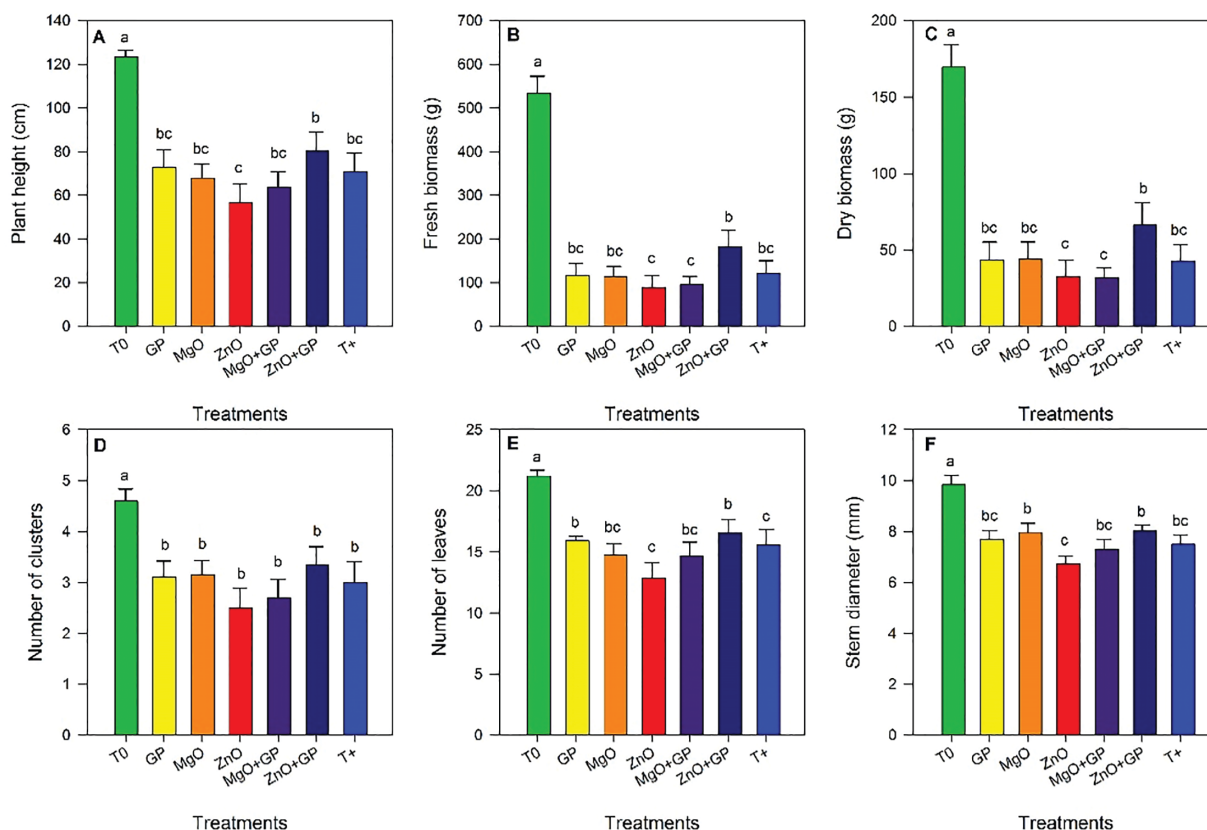 A
Plant height (cm)
140
120
100
80
60
40
20
0
a
bc
bc
c
bc
b
bc
T0
GP
MgO
ZnO
MgO+GP
ZnO+GP
T+
Treatments
B
Fresh biomass (g)
700
600
500
400
300
200
100
0
a
bc
bc
c
c
b
bc
T0
GP
MgO
ZnO
MgO+GP
ZnO+GP
T+
Treatments
C
Dry biomass (g)
200
150
100
50
0
a
bc
bc
c
c
b
bc
T0
GP
MgO
ZnO
MgO+GP
ZnO+GP
T+
Treatments
D
Number of clusters
6
5
4
3
2
1
0
a
b
b
b
b
b
b
T0
GP
MgO
ZnO
MgO+GP
ZnO+GP
T+
Treatments
E
Number of leaves
25
20
15
10
5
0
a
b
bc
c
bc
b
c
T0
GP
MgO
ZnO
MgO+GP
ZnO+GP
T+
Treatments
F
Stem diameter (mm)
12
10
8
6
4
2
0
a
bc
b
c
bc
b
bc
T0
GP
MgO
ZnO
MgO+GP
ZnO+GP
T+
Treatments